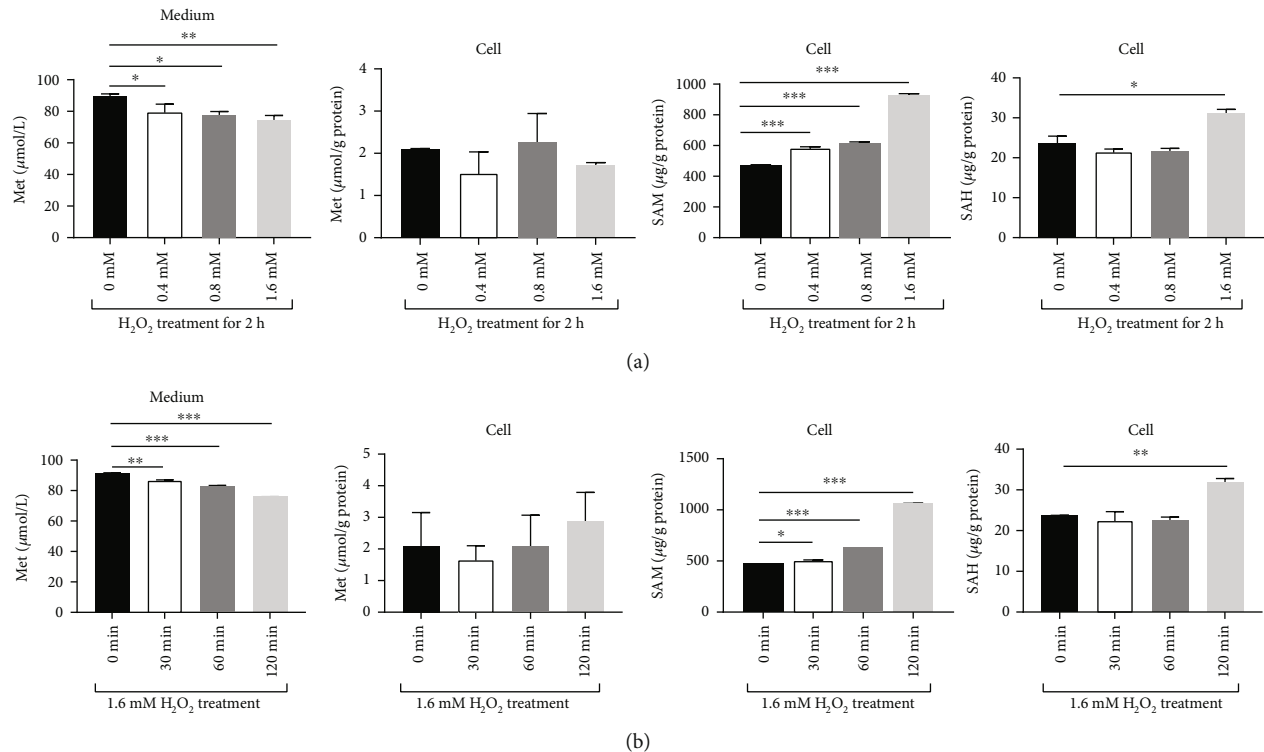 Medium
**
*
*
Met (µmol/L)
100
80
60
40
20
0
0 mM
0.4 mM
0.8 mM
1.6 mM
H₂O₂ treatment for 2 h
Cell
Met (µmol/g protein)
4
3
2
1
0
0 mM
0.4 mM
0.8 mM
1.6 mM
H₂O₂ treatment for 2 h
Cell
***
***
***
SAM (µg/g protein)
1000
800
600
400
200
0
0 mM
0.4 mM
0.8 mM
1.6 mM
H₂O₂ treatment for 2 h
Cell
*
SAH (µg/g protein)
40
30
20
10
0
0 mM
0.4 mM
0.8 mM
1.6 mM
H₂O₂ treatment for 2 h
(a)
Medium
***
***
**
Met (µmol/L)
100
80
60
40
20
0
0 min
30 min
60 min
120 min
1.6 mM H₂O₂ treatment
Cell
Met (µmol/g protein)
5
4
3
2
1
0
0 min
30 min
60 min
120 min
1.6 mM H₂O₂ treatment
Cell
***
***
*
SAM (µg/g protein)
1500
1000
500
0
0 min
30 min
60 min
120 min
1.6 mM H₂O₂ treatment
Cell
**
SAH (µg/g protein)
40
30
20
10
0
0 min
30 min
60 min
120 min
1.6 mM H₂O₂ treatment
(b)